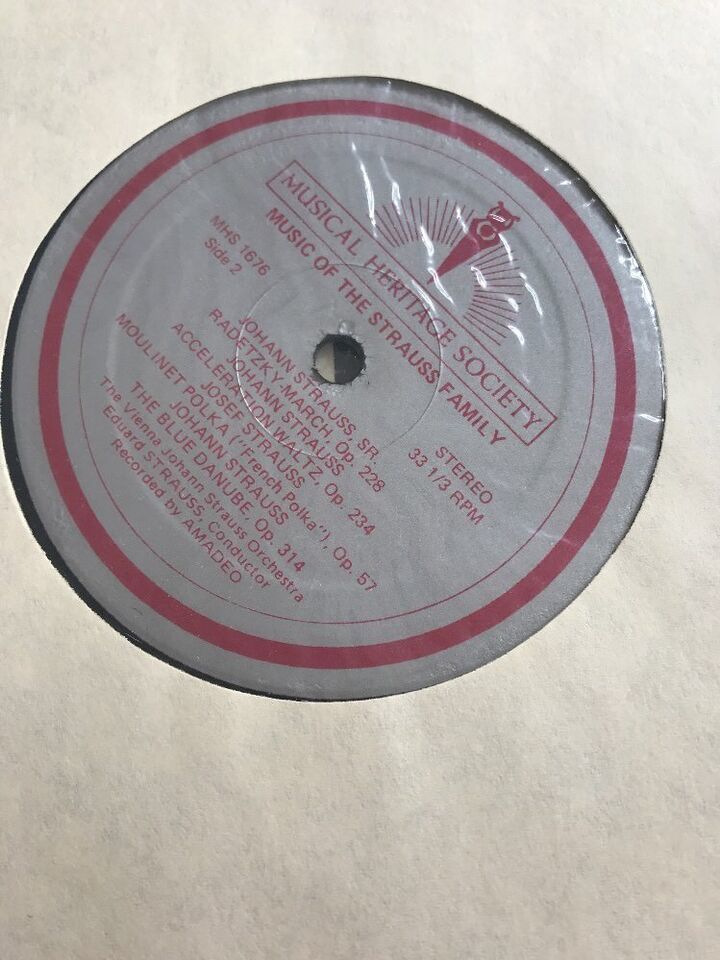 MUSICAL HERITAGE SOCIETY
MUSIC OF THE STRAUSS FAMILY
MHS 1676
Side 2
STEREO
33 1/3 RPM
JOHANN STRAUSS, SR.
RADETZKY-MARCH, Op. 228
JOHANN STRAUSS
ACCELERATION WALTZ, Op. 234
JOSEF STRAUSS
MOULINET POLKA ("French Polka"), Op. 57
JOHANN STRAUSS
THE BLUE DANUBE, Op. 314
The Vienna Johann Strauss Orchestra
Eduard STRAUSS, Conductor
Recorded by AMADEO